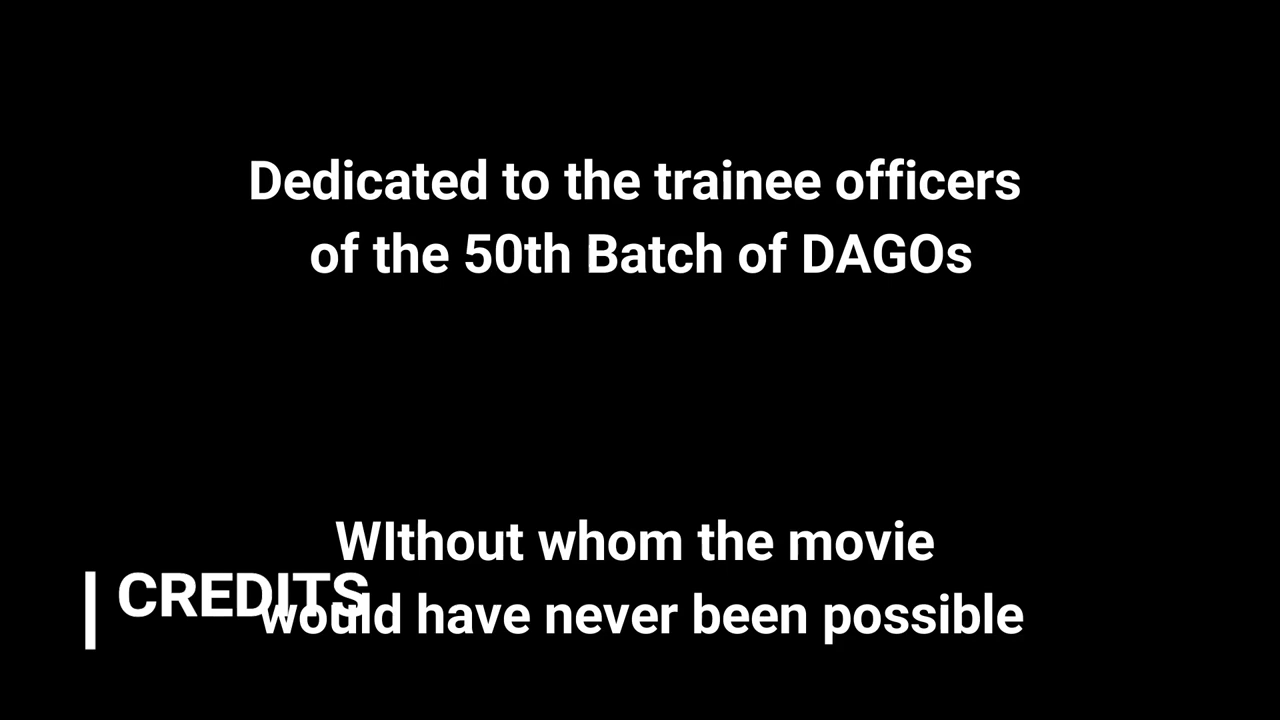 Dedicated to the trainee officers
of the 50th Batch of DAGOs
WIthout whom the movie
CREDITS
would have never been possible